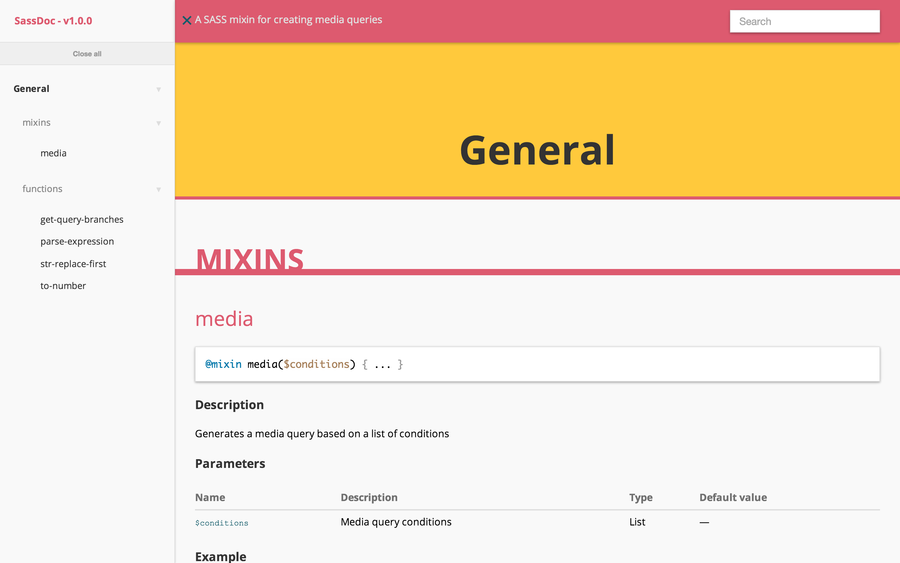 SassDoc - v1.0.0
Close all
General
mixins
media
functions
get-query-branches
parse-expression
str-replace-first
to-number
A SASS mixin for creating media queries
Search
General
MIXINS
media
@mixin media($conditions) { ... }
Description
Generates a media query based on a list of conditions
Parameters
Name Description Type Default value
$conditions Media query conditions List —
Example